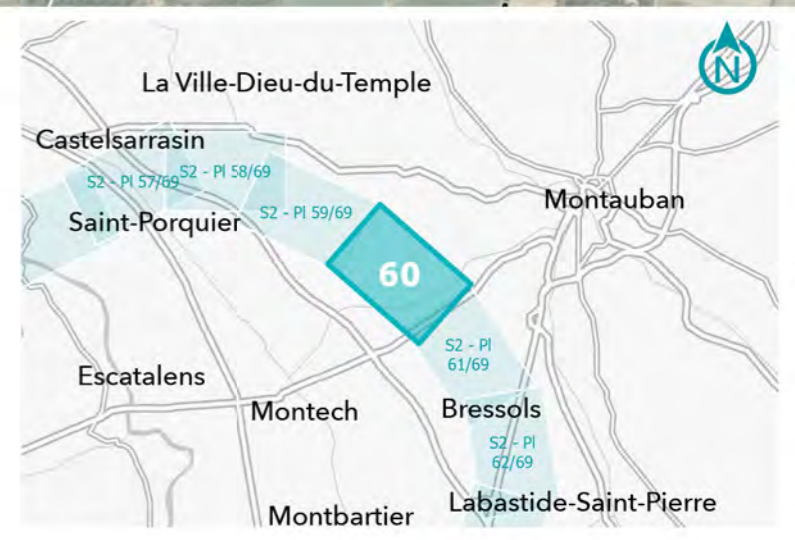 N
La Ville-Dieu-du-Temple
Castelsarrasin
S2 - Pl 57/69
S2 - Pl 58/69
S2 - Pl 59/69
Saint-Porquier
Montauban
60
S2 - Pl
61/69
Escatalens
Montech
Bressols
S2 - Pl
62/69
Labastide-Saint-Pierre
Montbartier